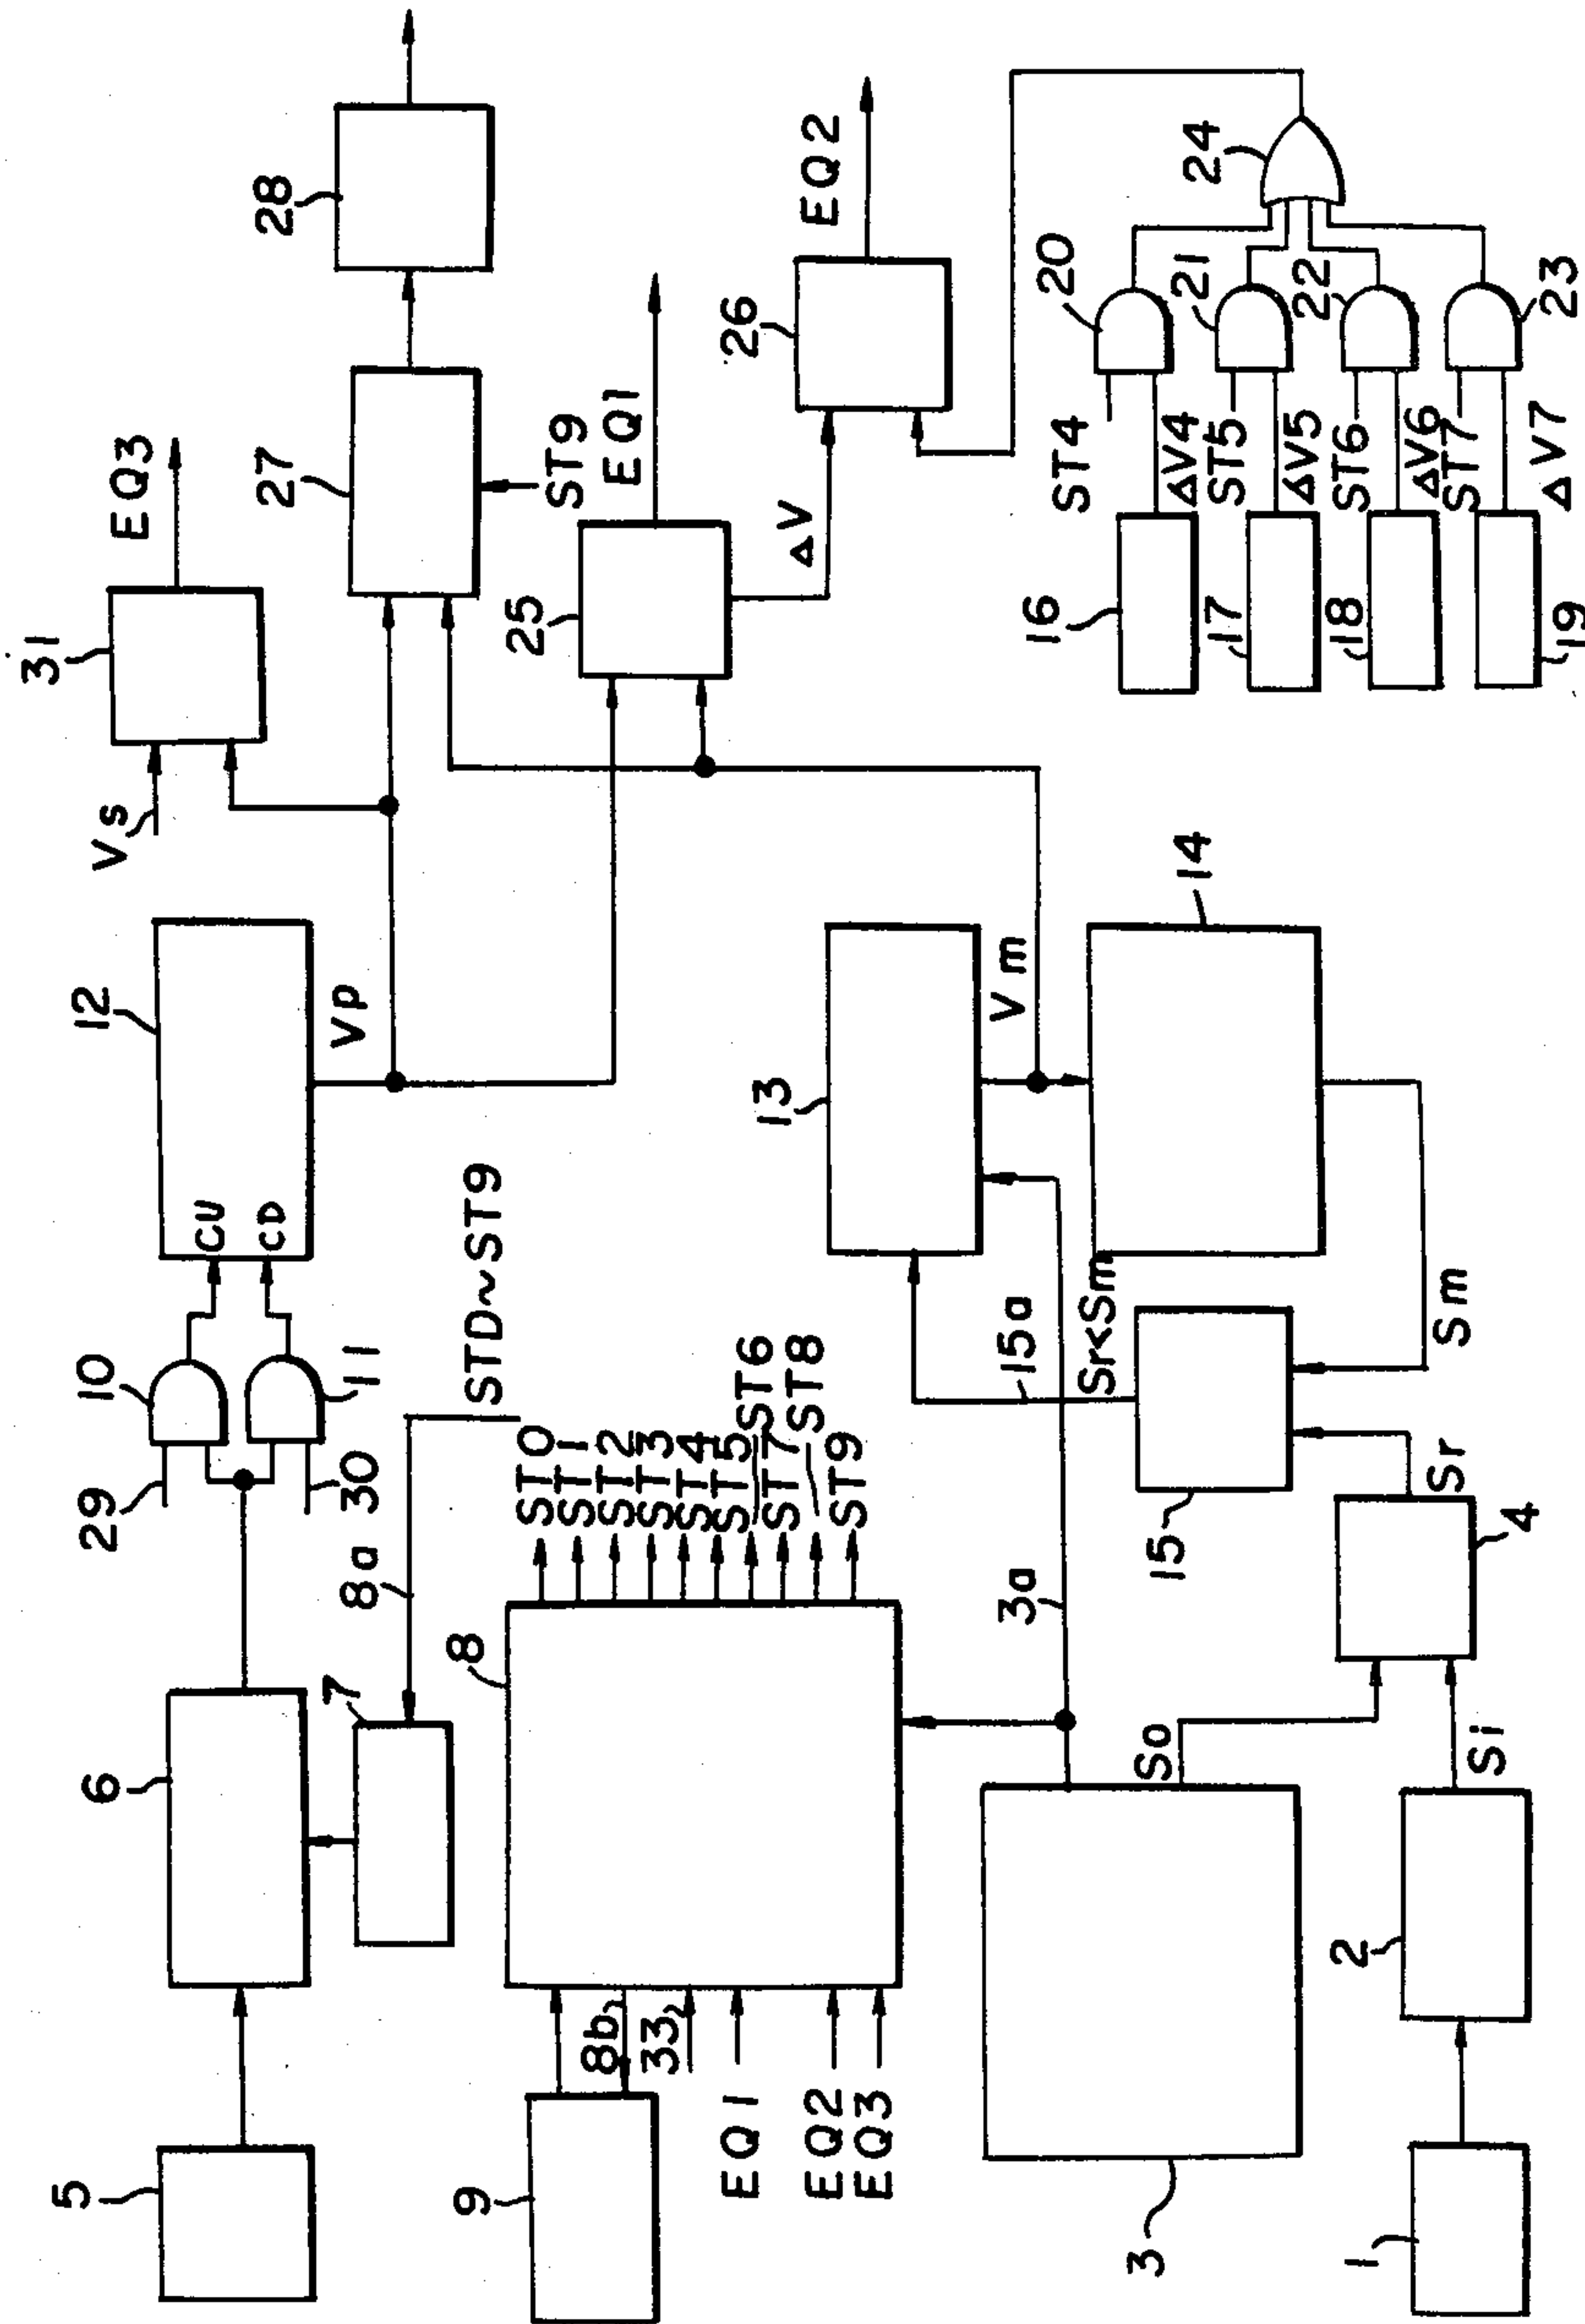 5
6
29
10
12
CU
CD
Vs
31
EQ3
7
8a
30
11
STD~ST9
Vp
27
28
ST9
9
8b
33
EQ1
EQ2
EQ3
8
ST0
ST1
ST2
ST3
ST4
ST5
ST6
ST7
ST8
ST9
25
EQ1
ΔV
26
EQ2
3
3a
So
15a
Sr<Sm
13
Vm
14
15
Sm
1
2
Si
4
Sr
16
ΔV4
ST4
20
17
ΔV5
ST5
21
18
ΔV6
ST6
22
19
ΔV7
ST7
23
24